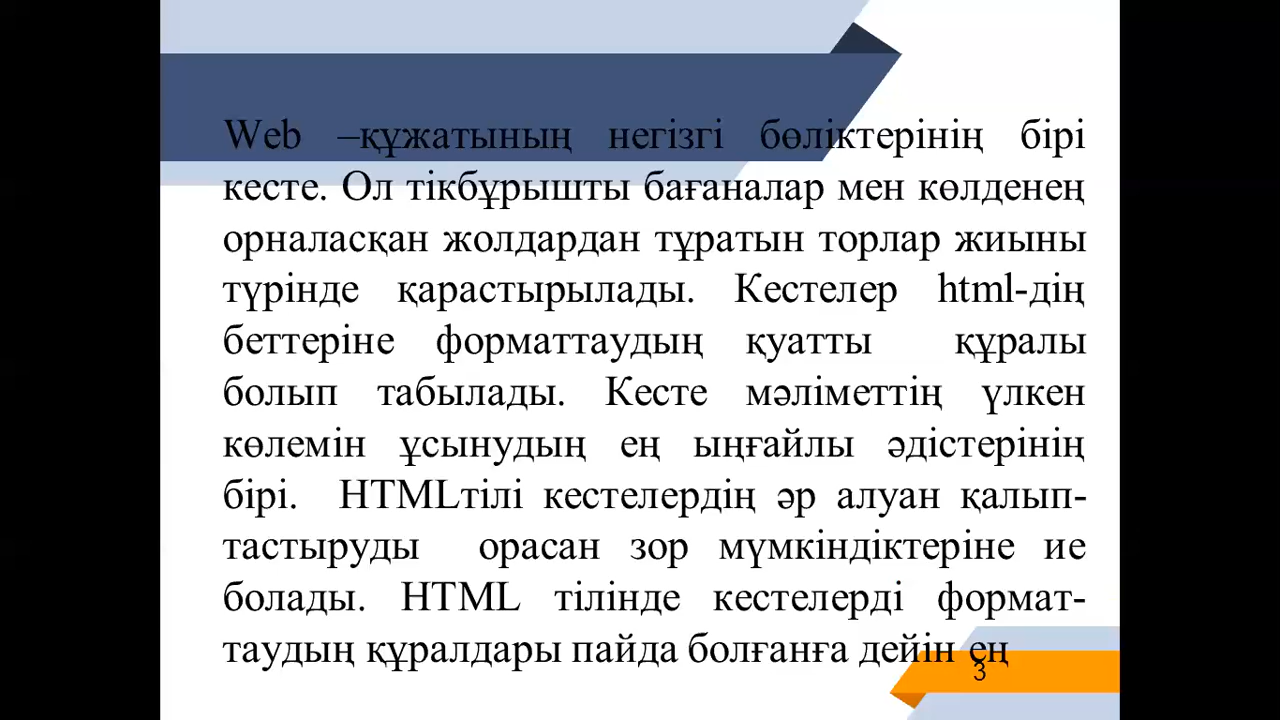 Web –құжатының негізгі бөліктерінің бірі
кесте. Ол тікбұрышты бағаналар мен көлденең
орналасқан жолдардан тұратын торлар жиыны
түрінде қарастырылады. Кестелер html-дің
беттеріне форматтаудың қуатты құралы
болып табылады. Кесте мәліметтің үлкен
көлемін ұсынудың ең ыңғайлы әдістерінің
бірі. HTMLтілі кестелердің әр алуан қалып-
тастыруды орасан зор мүмкіндіктеріне ие
болады. HTML тілінде кестелерді формат-
таудың құралдары пайда болғанға дейін ең
3